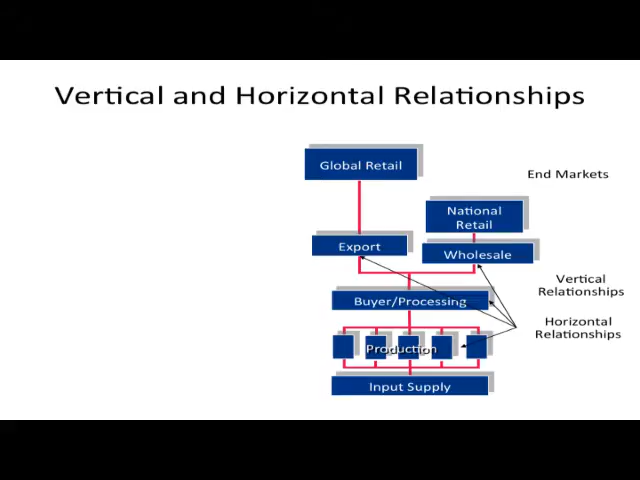 Vertical and Horizontal Relationships
Global Retail
End Markets
National
Retail
Export
Wholesale
Vertical
Relationships
Buyer/Processing
Horizontal
Relationships
Production
Input Supply